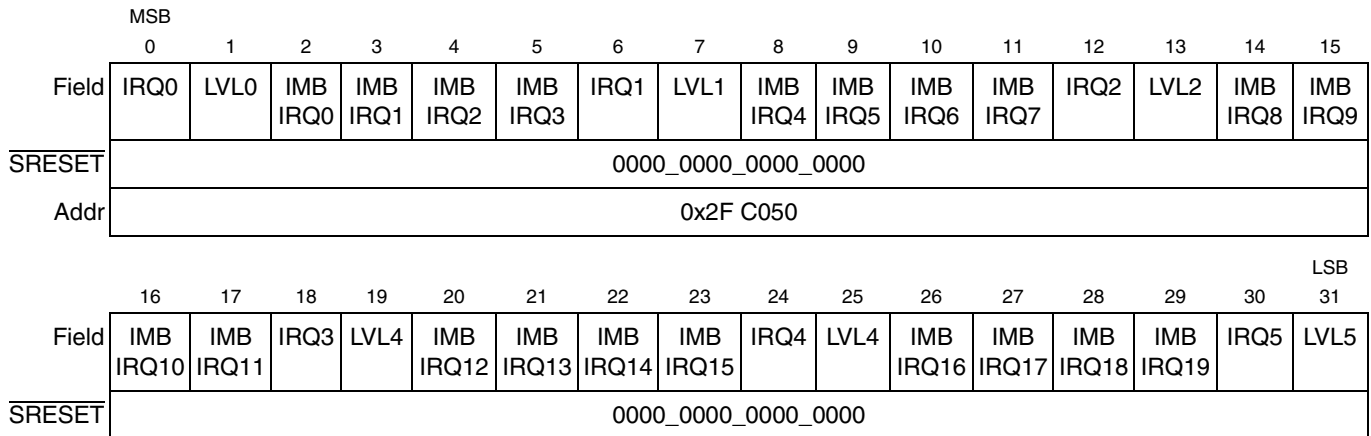 MSB
0 1 2 3 4 5 6 7 8 9 10 11 12 13 14 15
Field IRQ0 LVL0 IMB IMB IMB IMB IRQ1 LVL1 IMB IMB IMB IMB IRQ2 LVL2 IMB IMB
IRQ0 IRQ1 IRQ2 IRQ3 IRQ4 IRQ5 IRQ6 IRQ7 IRQ8 IRQ9
SRESET 0000_0000_0000_0000
Addr 0x2F C050
LSB
16 17 18 19 20 21 22 23 24 25 26 27 28 29 30 31
Field IMB IMB IRQ3 LVL4 IMB IMB IMB IMB IRQ4 LVL4 IMB IMB IMB IMB IRQ5 LVL5
IRQ10 IRQ11 IRQ12 IRQ13 IRQ14 IRQ15 IRQ16 IRQ17 IRQ18 IRQ19
SRESET 0000_0000_0000_0000